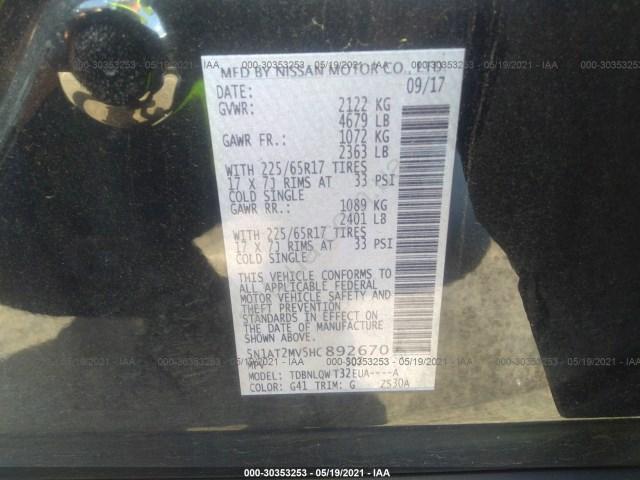 000-30353253 - 05/19/2021 - IAA
MFD BY NISSAN MOTOR CO., LTD.
DATE: 09/17
GVWR: 2122 KG
4679 LB
GAWR FR.: 1072 KG
2363 LB
WITH 225/65R17 TIRES
17 X 7J RIMS AT 33 PSI
COLD SINGLE
GAWR RR.: 1089 KG
2401 LB
WITH 225/65R17 TIRES
17 X 7J RIMS AT 33 PSI
COLD SINGLE
THIS VEHICLE CONFORMS TO
ALL APPLICABLE FEDERAL
MOTOR VEHICLE SAFETY AND
THEFT PREVENTION
STANDARDS IN EFFECT ON
THE DATE OF MANUFACTURE
SHOWN ABOVE.
5N1AT2MV5HC892670
MPV
MODEL: TDBNLQW T32EUA----A
COLOR: G41 TRIM: G 2S30A
000-30353253 - 05/19/2021 - IAA